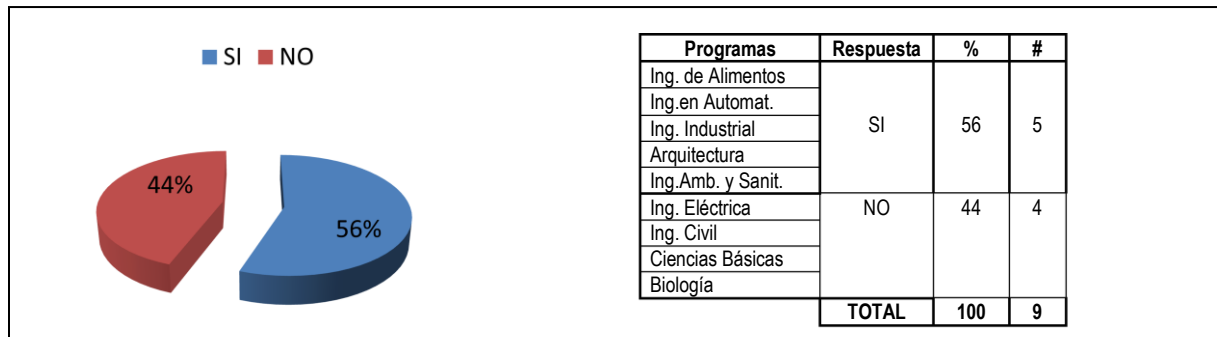 SI NO
44%
56%
Programas Respuesta % #
Ing. de Alimentos
Ing.en Automat.
Ing. Industrial SI 56 5
Arquitectura
Ing.Amb. y Sanit.
Ing. Eléctrica NO 44 4
Ing. Civil
Ciencias Básicas
Biología
TOTAL 100 9